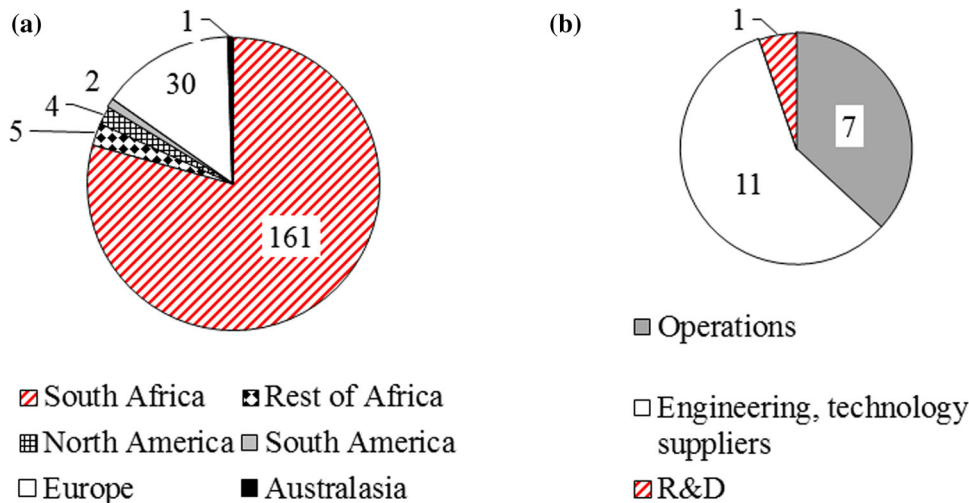 (a)
1
2
30
4
5
161
South Africa
Rest of Africa
North America
South America
Europe
Australasia
(b)
1
7
11
Operations
Engineering, technology
suppliers
R&D